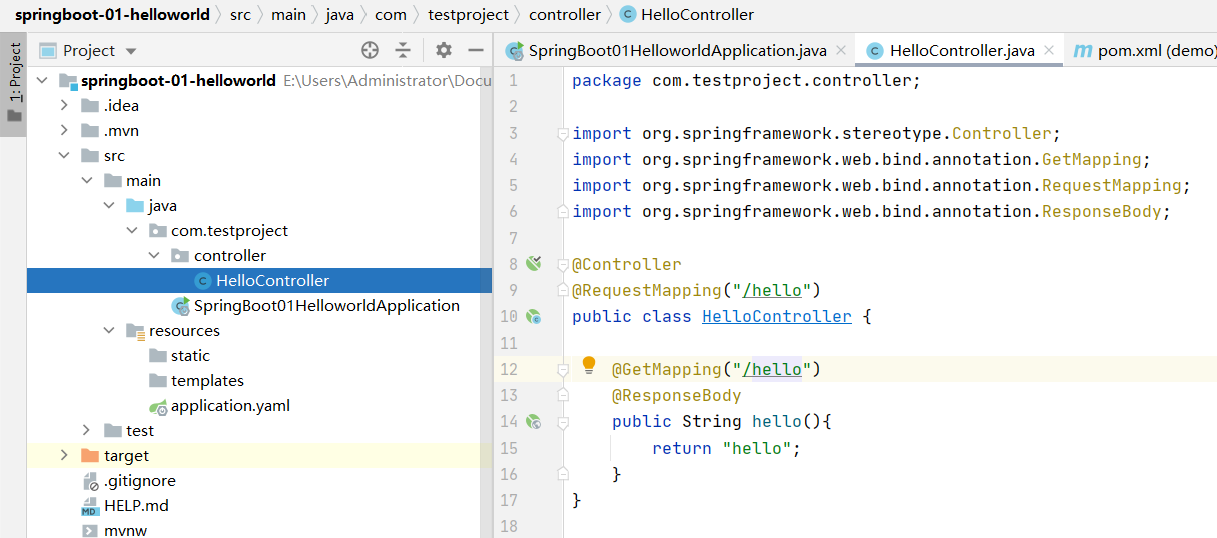 springboot-01-helloworld src main java com testproject controller HelloController
1: Project
Project
springboot-01-helloworld E:\Users\Administrator\Docu
.idea
.mvn
src
main
java
com.testproject
controller
HelloController
SpringBoot01HelloworldApplication
resources
static
templates
application.yaml
test
target
.gitignore
HELP.md
mvnw
SpringBoot01HelloworldApplication.java HelloController.java pom.xml (demo)
1 package com.testproject.controller;
2
3 import org.springframework.stereotype.Controller;
4 import org.springframework.web.bind.annotation.GetMapping;
5 import org.springframework.web.bind.annotation.RequestMapping;
6 import org.springframework.web.bind.annotation.ResponseBody;
7
8 @Controller
9 @RequestMapping("/hello")
10 public class HelloController {
11
12 @GetMapping("/hello")
13 @ResponseBody
14 public String hello(){
15 return "hello";
16 }
17 }
18